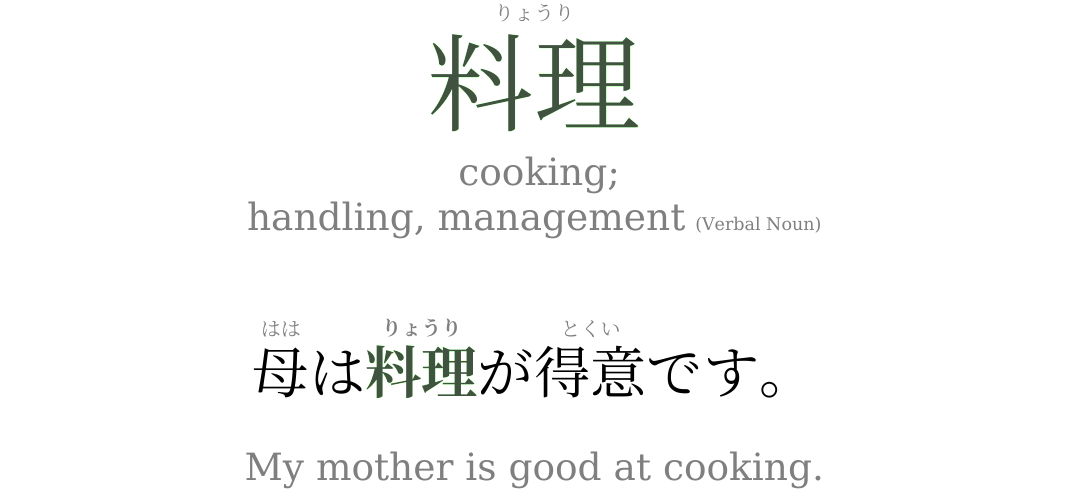 りょうり
料理
cooking;
handling, management (Verbal Noun)
はは りょうり とくい
母は料理が得意です。
My mother is good at cooking.